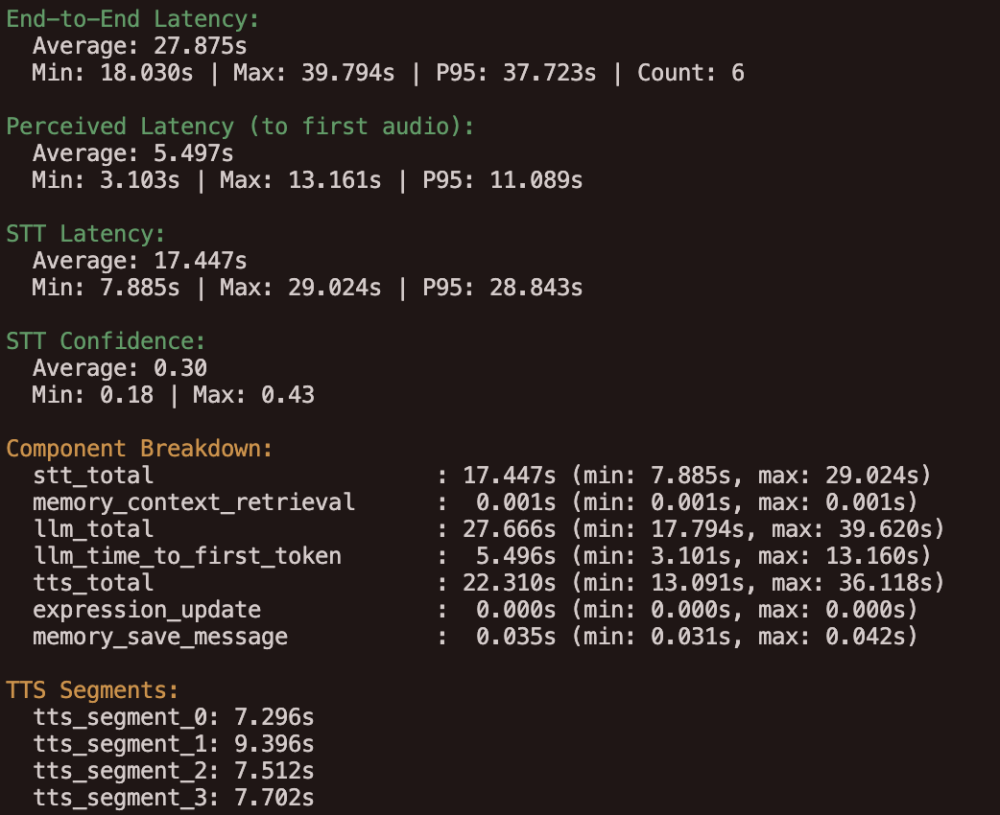 End-to-End Latency:
Average: 27.875s
Min: 18.030s | Max: 39.794s | P95: 37.723s | Count: 6
Perceived Latency (to first audio):
Average: 5.497s
Min: 3.103s | Max: 13.161s | P95: 11.089s
STT Latency:
Average: 17.447s
Min: 7.885s | Max: 29.024s | P95: 28.843s
STT Confidence:
Average: 0.30
Min: 0.18 | Max: 0.43
Component Breakdown:
stt_total : 17.447s (min: 7.885s, max: 29.024s)
memory_context_retrieval : 0.001s (min: 0.001s, max: 0.001s)
llm_total : 27.666s (min: 17.794s, max: 39.620s)
llm_time_to_first_token : 5.496s (min: 3.101s, max: 13.160s)
tts_total : 22.310s (min: 13.091s, max: 36.118s)
expression_update : 0.000s (min: 0.000s, max: 0.000s)
memory_save_message : 0.035s (min: 0.031s, max: 0.042s)
TTS Segments:
tts_segment_0: 7.296s
tts_segment_1: 9.396s
tts_segment_2: 7.512s
tts_segment_3: 7.702s